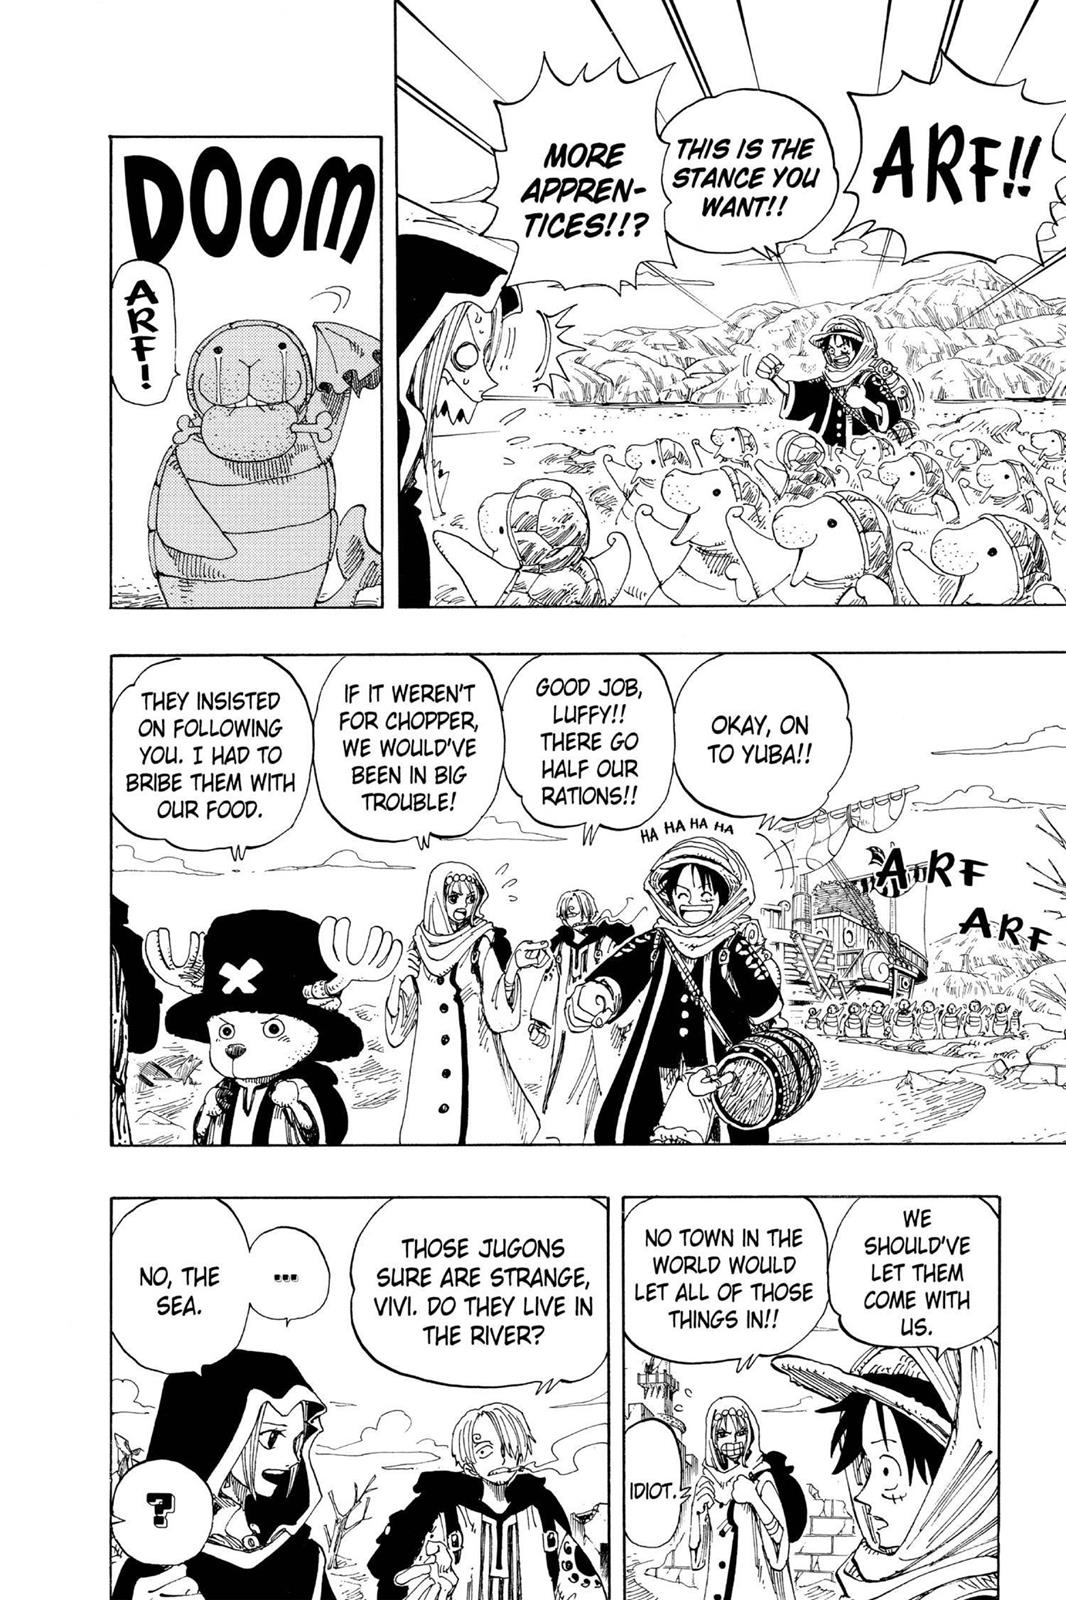 ARF!!
THIS IS THE
STANCE YOU
WANT!!
MORE
APPREN-
TICES!!?
DOOM
ARF!
OKAY, ON
TO YUBA!!
GOOD JOB,
LUFFY!!
THERE GO
HALF OUR
RATIONS!!
IF IT WEREN'T
FOR CHOPPER,
WE WOULD'VE
BEEN IN BIG
TROUBLE!
THEY INSISTED
ON FOLLOWING
YOU. I HAD TO
BRIBE THEM WITH
OUR FOOD.
HA HA HA HA
ARF
ARF
WE
SHOULD'VE
LET THEM
COME WITH
US.
NO TOWN IN THE
WORLD WOULD
LET ALL OF THOSE
THINGS IN!!
IDIOT.
THOSE JUGONS
SURE ARE STRANGE,
VIVI. DO THEY LIVE IN
THE RIVER?
...
NO, THE
SEA.
?